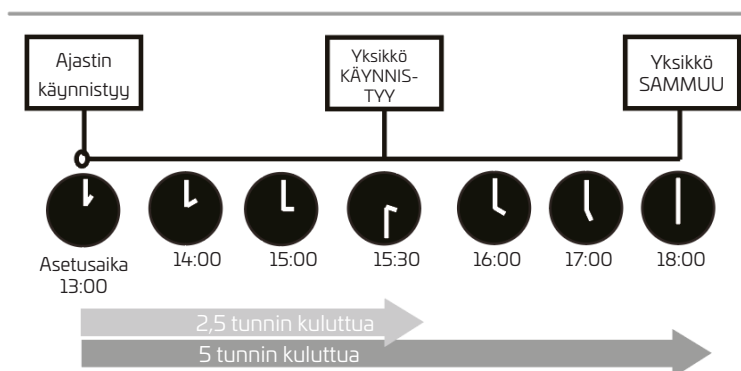 Ajastin
käynnistyy
Yksikkö
KÄYNNIS-
TYY
Yksikkö
SAMMUU
Asetusaika
13:00
14:00
15:00
15:30
16:00
17:00
18:00
2,5 tunnin kuluttua
5 tunnin kuluttua